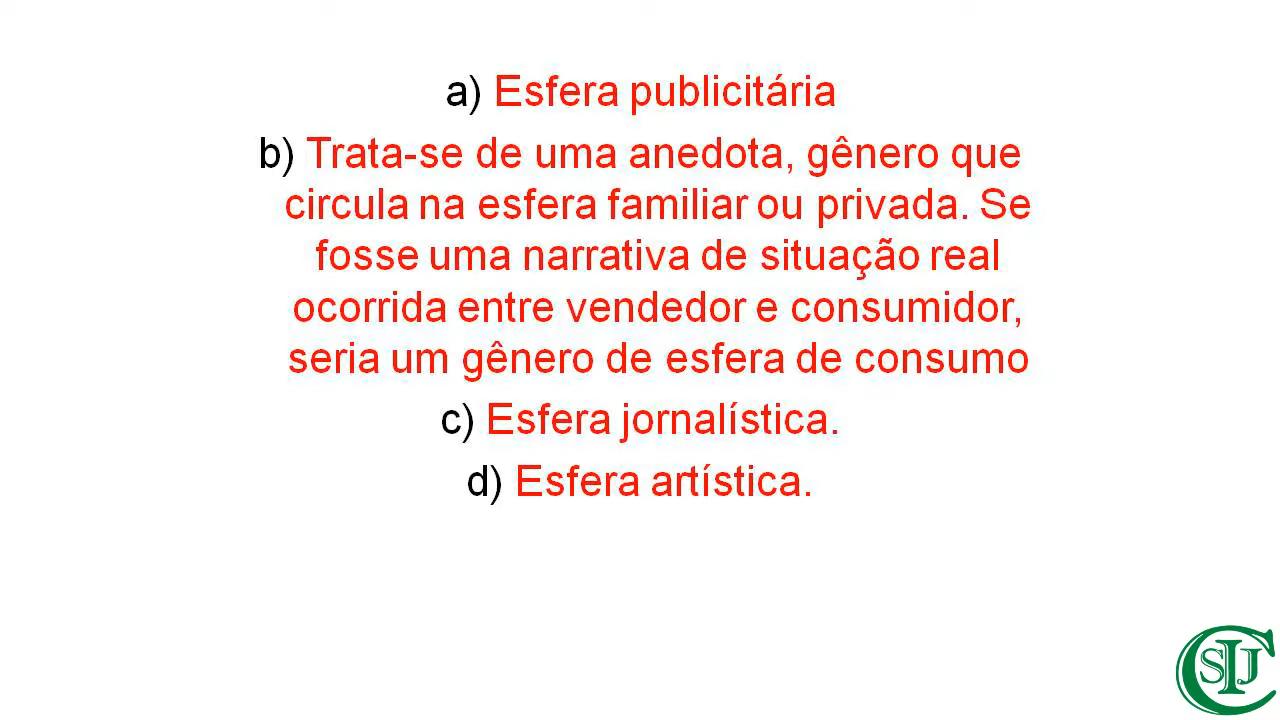 a) Esfera publicitária
b) Trata-se de uma anedota, gênero que
circula na esfera familiar ou privada. Se
fosse uma narrativa de situação real
ocorrida entre vendedor e consumidor,
seria um gênero de esfera de consumo
c) Esfera jornalística.
d) Esfera artística.
CSIJ